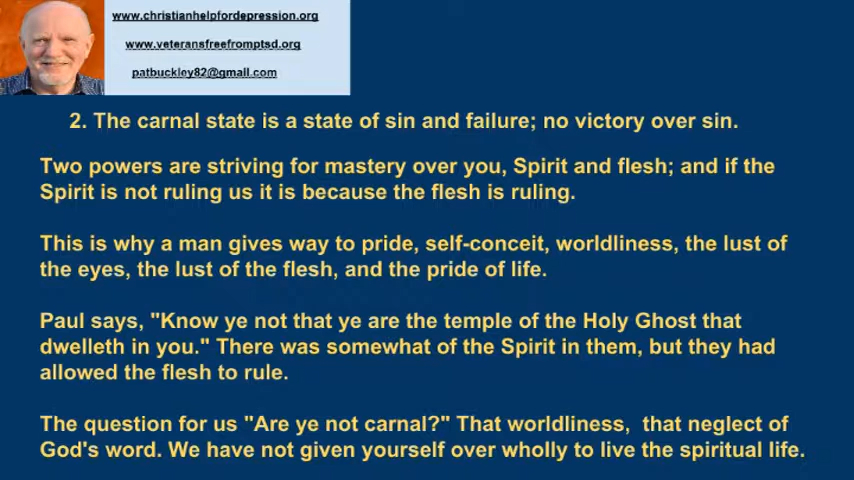 www.christianhelpfordepression.org
www.veteransfreefromptsd.org
patbuckley82@gmail.com
2. The carnal state is a state of sin and failure; no victory over sin.
Two powers are striving for mastery over you, Spirit and flesh; and if the
Spirit is not ruling us it is because the flesh is ruling.
This is why a man gives way to pride, self-conceit, worldliness, the lust of
the eyes, the lust of the flesh, and the pride of life.
Paul says, "Know ye not that ye are the temple of the Holy Ghost that
dwelleth in you." There was somewhat of the Spirit in them, but they had
allowed the flesh to rule.
The question for us "Are ye not carnal?" That worldliness,  that neglect of
God's word. We have not given yourself over wholly to live the spiritual life.